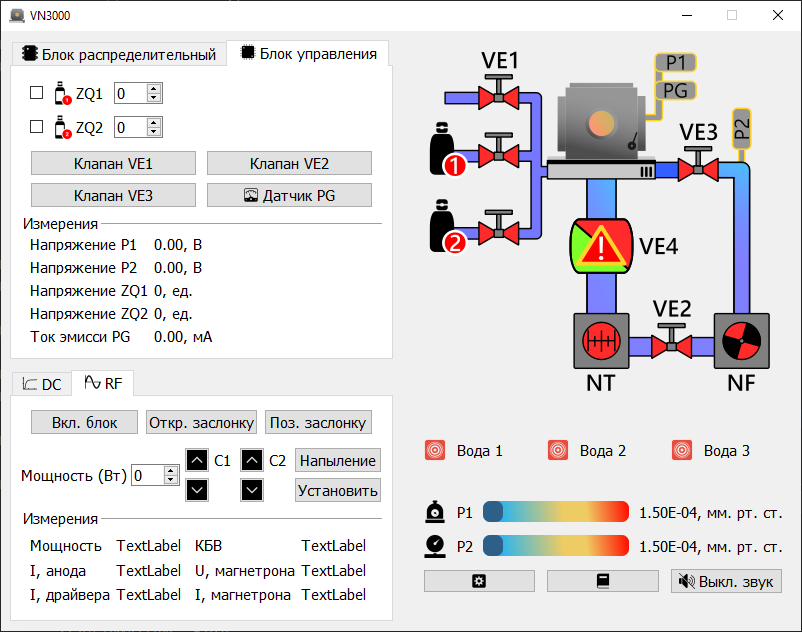 VN3000
Блок распределительный
Блок управления
1 ZQ1 0
2 ZQ2 0
Клапан VE1
Клапан VE2
Клапан VE3
Датчик PG
Измерения
Напряжение P1 0.00, В
Напряжение P2 0.00, В
Напряжение ZQ1 0, ед.
Напряжение ZQ2 0, ед.
Ток эмисси PG 0.00, мА
DC
RF
Вкл. блок
Откр. заслонку
Поз. заслонку
Мощность (Вт) 0
C1
C2
Напыление
Установить
Измерения
Мощность TextLabel КБВ TextLabel
I, анода TextLabel U, магнетрона TextLabel
I, драйвера TextLabel I, магнетрона TextLabel
VE1
P1
PG
P2
VE3
1
2
VE4
VE2
NT
NF
Вода 1
Вода 2
Вода 3
P1 1.50E-04, мм. рт. ст.
P2 1.50E-04, мм. рт. ст.
Выкл. звук